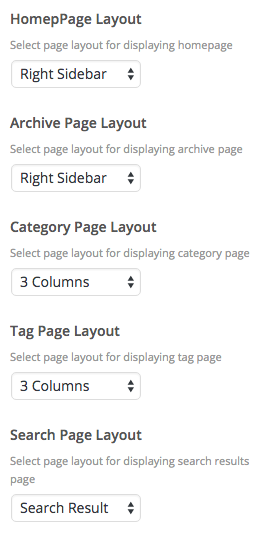 HomepPage Layout
Select page layout for displaying homepage
Right Sidebar
Archive Page Layout
Select page layout for displaying archive page
Right Sidebar
Category Page Layout
Select page layout for displaying category page
3 Columns
Tag Page Layout
Select page layout for displaying tag page
3 Columns
Search Page Layout
Select page layout for displaying search results
page
Search Result